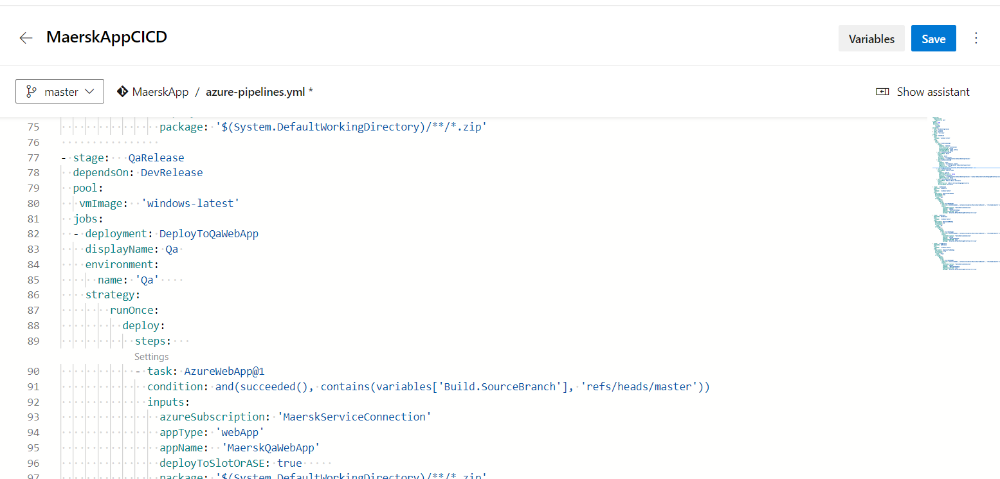 MaerskAppCICD
Variables
Save
master
MaerskApp / azure-pipelines.yml *
Show assistant
75 package: '$(System.DefaultWorkingDirectory)/**/*.zip'
76
77 - stage: QaRelease
78 dependsOn: DevRelease
79 pool:
80 vmImage: 'windows-latest'
81 jobs:
82 - deployment: DeployToQaWebApp
83 displayName: Qa
84 environment:
85 name: 'Qa'
86 strategy:
87 runOnce:
88 deploy:
89 steps:
Settings
90 - task: AzureWebApp@1
91 condition: and(succeeded(), contains(variables['Build.SourceBranch'], 'refs/heads/master'))
92 inputs:
93 azureSubscription: 'MaerskServiceConnection'
94 appType: 'webApp'
95 appName: 'MaerskQaWebApp'
96 deployToSlotOrASE: true
97 package: '$(System.DefaultWorkingDirectory)/**/*.zip'